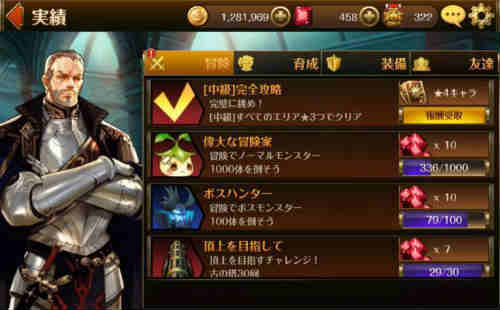 実績
1,281,969
458
322
冒険
育成
装備
友達
[中級]完全攻略
完璧に挑め！
[中級]すべてのエリア★3つでクリア
★4キャラ
報酬受取
偉大な冒険家
冒険でノーマルモンスター
1000体を倒そう
x 10
336/1000
ボスハンター
冒険でボスモンスター
100体を倒そう
x 10
79/100
頂上を目指して
頂上を目指すチャレンジ！
古の塔30階
x 7
29/30